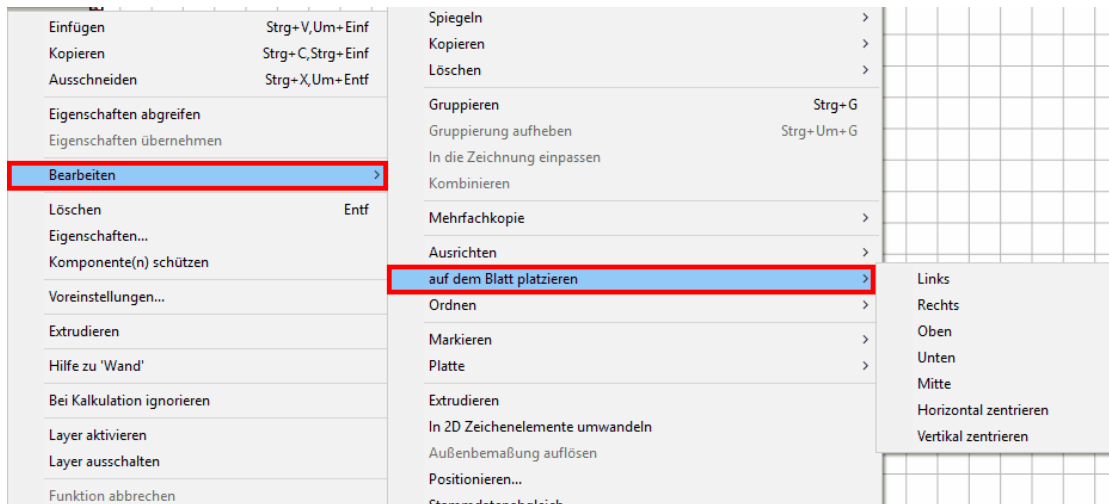 Einfügen Strg+V,Um+Einf
Kopieren Strg+C,Strg+Einf
Ausschneiden Strg+X,Um+Entf
Eigenschaften abgreifen
Eigenschaften übernehmen
Bearbeiten
Löschen Entf
Eigenschaften...
Komponente(n) schützen
Voreinstellungen...
Extrudieren
Hilfe zu 'Wand'
Bei Kalkulation ignorieren
Layer aktivieren
Layer ausschalten
Funktion abbrechen
Spiegeln
Kopieren
Löschen
Gruppieren Strg+G
Gruppierung aufheben Strg+Um+G
In die Zeichnung einpassen
Kombinieren
Mehrfachkopie
Ausrichten
auf dem Blatt platzieren
Ordnen
Markieren
Platte
Extrudieren
In 2D Zeichenelemente umwandeln
Außenbemaßung auflösen
Positionieren...
Links
Rechts
Oben
Unten
Mitte
Horizontal zentrieren
Vertikal zentrieren